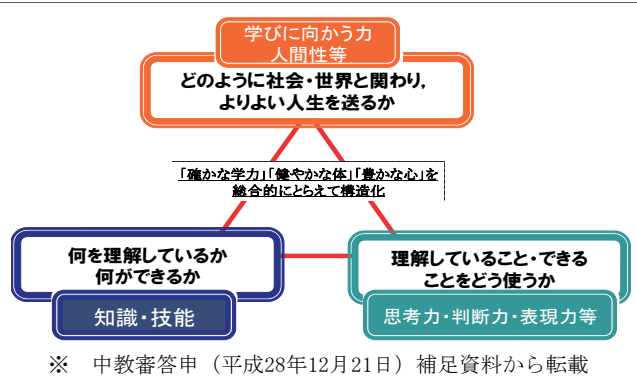 学びに向かう力
人間性等
どのように社会・世界と関わり，
よりよい人生を送るか
「確かな学力」「健やかな体」「豊かな心」を
総合的にとらえて構造化
何を理解しているか
何ができるか
知識・技能
理解していること・できる
ことをどう使うか
思考力・判断力・表現力等
※　中教審答申（平成28年12月21日）補足資料から転載